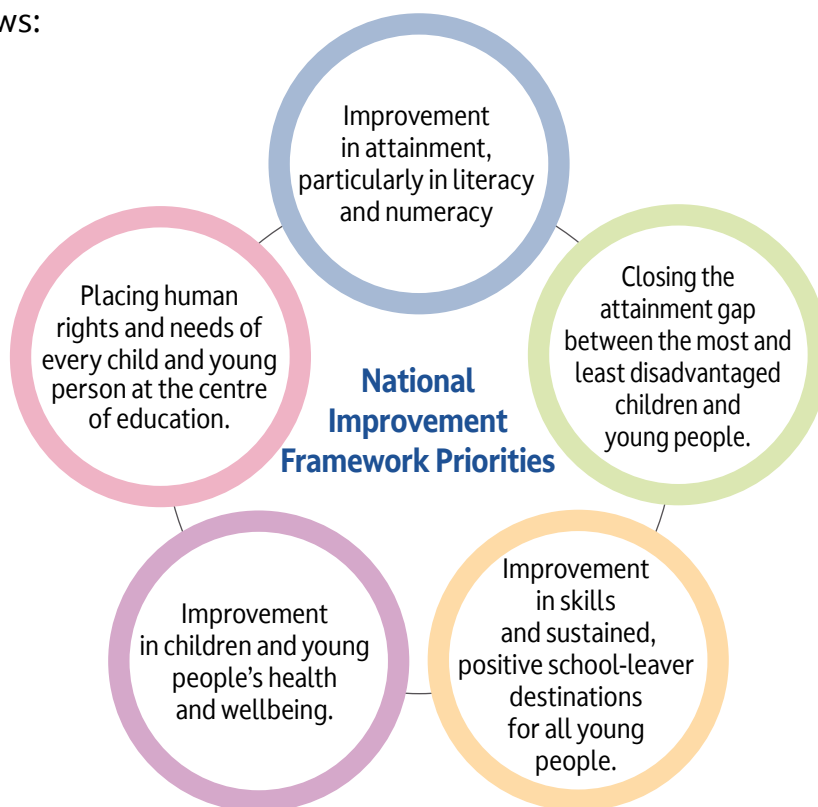 ws:
Improvement
in attainment,
particularly in literacy
and numeracy
Closing the
attainment gap
between the most and
least disadvantaged
children and
young people.
Improvement
in skills
and sustained,
positive school-leaver
destinations
for all young
people.
Improvement
in children and young
people’s health
and wellbeing.
Placing human
rights and needs of
every child and young
person at the centre
of education.
National
Improvement
Framework Priorities